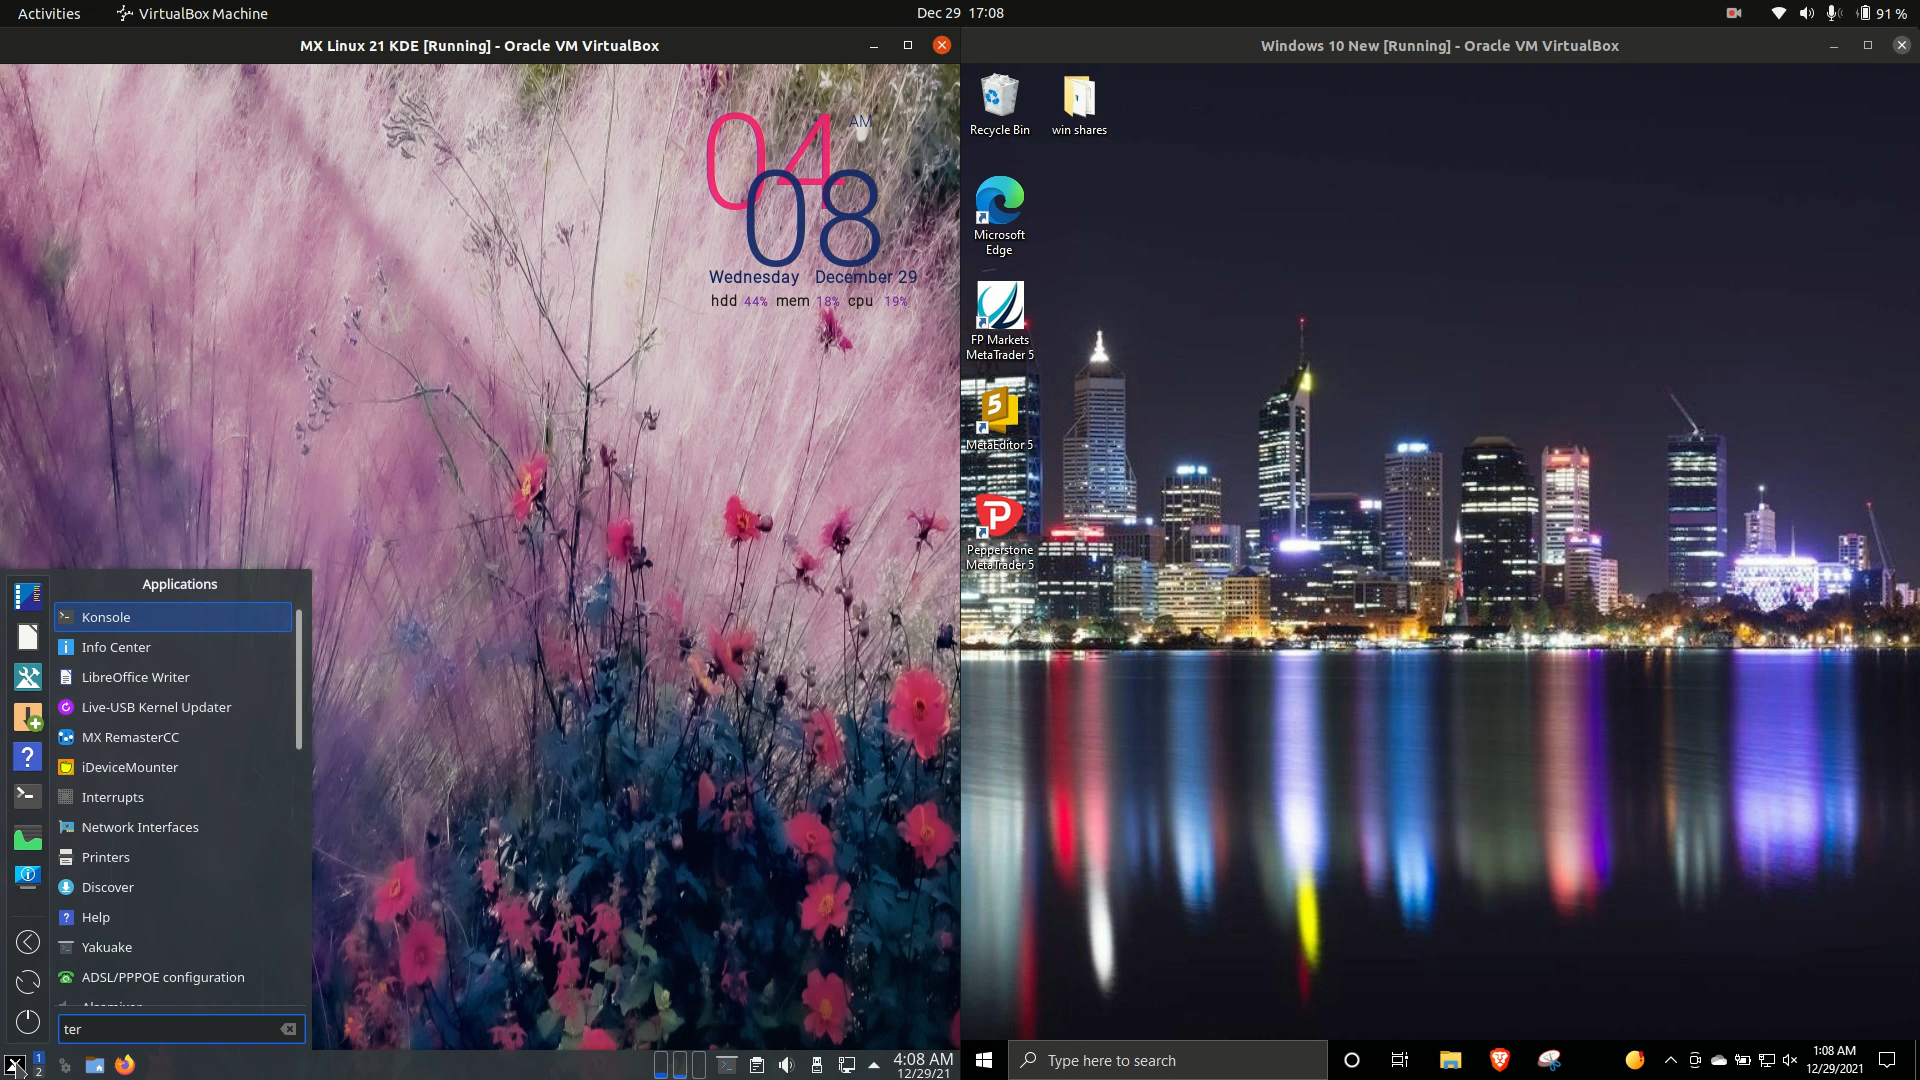 Activities
VirtualBox Machine
Dec 29 17:08
91 %
MX Linux 21 KDE [Running] - Oracle VM VirtualBox
04 AM
08
Wednesday December 29
hdd 44% mem 18% cpu 19%
Applications
Konsole
Info Center
LibreOffice Writer
Live-USB Kernel Updater
MX RemasterCC
iDeviceMounter
Interrupts
Network Interfaces
Printers
Discover
Help
Yakuake
ADSL/PPPOE configuration
ter
1
2
4:08 AM
12/29/21
Windows 10 New [Running] - Oracle VM VirtualBox
Recycle Bin
win shares
Microsoft
Edge
FP Markets
MetaTrader 5
5
MetaEditor 5
P
Pepperstone
MetaTrader 5
Type here to search
1:08 AM
12/29/2021